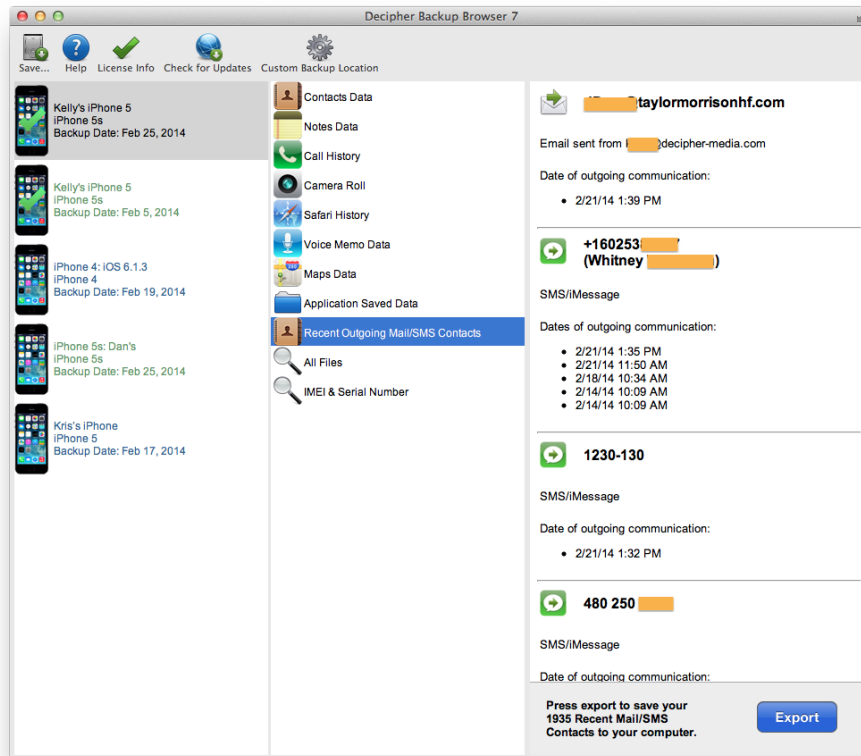 Decipher Backup Browser 7
Save...
Help
License Info
Check for Updates
Custom Backup Location
Kelly's iPhone 5
iPhone 5s
Backup Date: Feb 25, 2014
Kelly's iPhone 5
iPhone 5s
Backup Date: Feb 5, 2014
iPhone 4: iOS 6.1.3
iPhone 4
Backup Date: Feb 19, 2014
iPhone 5s: Dan's
iPhone 5s
Backup Date: Feb 25, 2014
Kris's iPhone
iPhone 5
Backup Date: Feb 17, 2014
Contacts Data
Notes Data
Call History
Camera Roll
Safari History
Voice Memo Data
Maps Data
Application Saved Data
Recent Outgoing Mail/SMS Contacts
All Files
IMEI & Serial Number
@taylormorrisonhf.com
Email sent from @decipher-media.com
Date of outgoing communication:
• 2/21/14 1:39 PM
+160253
(Whitney )
SMS/iMessage
Dates of outgoing communication:
• 2/21/14 1:35 PM
• 2/21/14 11:50 AM
• 2/18/14 10:34 AM
• 2/14/14 10:09 AM
• 2/14/14 10:09 AM
1230-130
SMS/iMessage
Date of outgoing communication:
• 2/21/14 1:32 PM
480 250
SMS/iMessage
Date of outgoing communication:
Press export to save your
1935 Recent Mail/SMS
Contacts to your computer.
Export